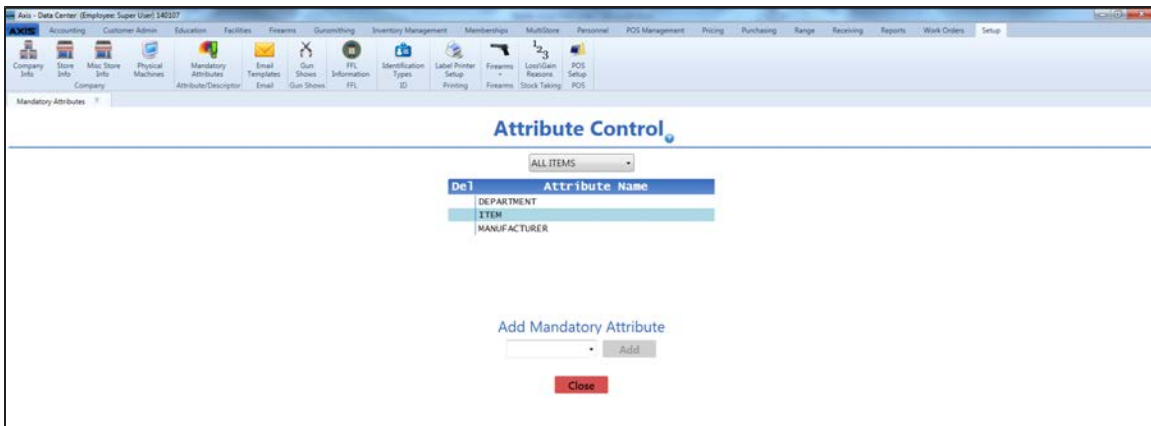 Axis - Data Center (Employee: Super User) 140107
AXIS Accounting Customer Admin Education Facilities Firearms Gunsmithing Inventory Management Memberships MultiStore Personnel POS Management Pricing Purchasing Range Receiving Reports Work Orders Setup
Company Info
Store Info
Misc Store Info
Physical Machines
Mandatory Attributes
Email Templates
Gun Shows
FFL Information
Identification Types
Label Printer Setup
Firearms
1 2 3
Loss\Gain Reasons
POS Setup
Company Attribute/Descriptor Email Gun Shows FFL ID Printing Firearms Stock Taking POS
Mandatory Attributes
Attribute Control
ALL ITEMS
Del Attribute Name
DEPARTMENT
ITEM
MANUFACTURER
Add Mandatory Attribute
Add
Close